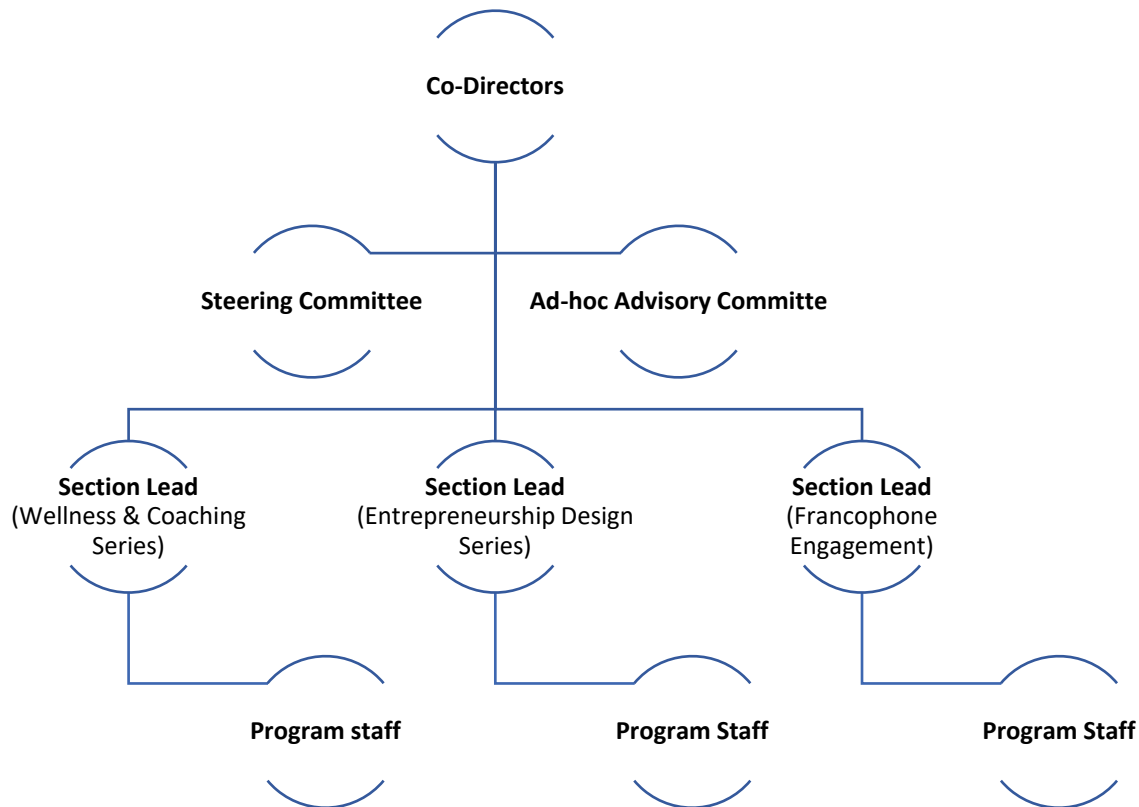 Co-Directors
Steering Committee
Ad-hoc Advisory Committe
Section Lead
(Wellness & Coaching
Series)
Section Lead
(Entrepreneurship Design
Series)
Section Lead
(Francophone
Engagement)
Program staff
Program Staff
Program Staff